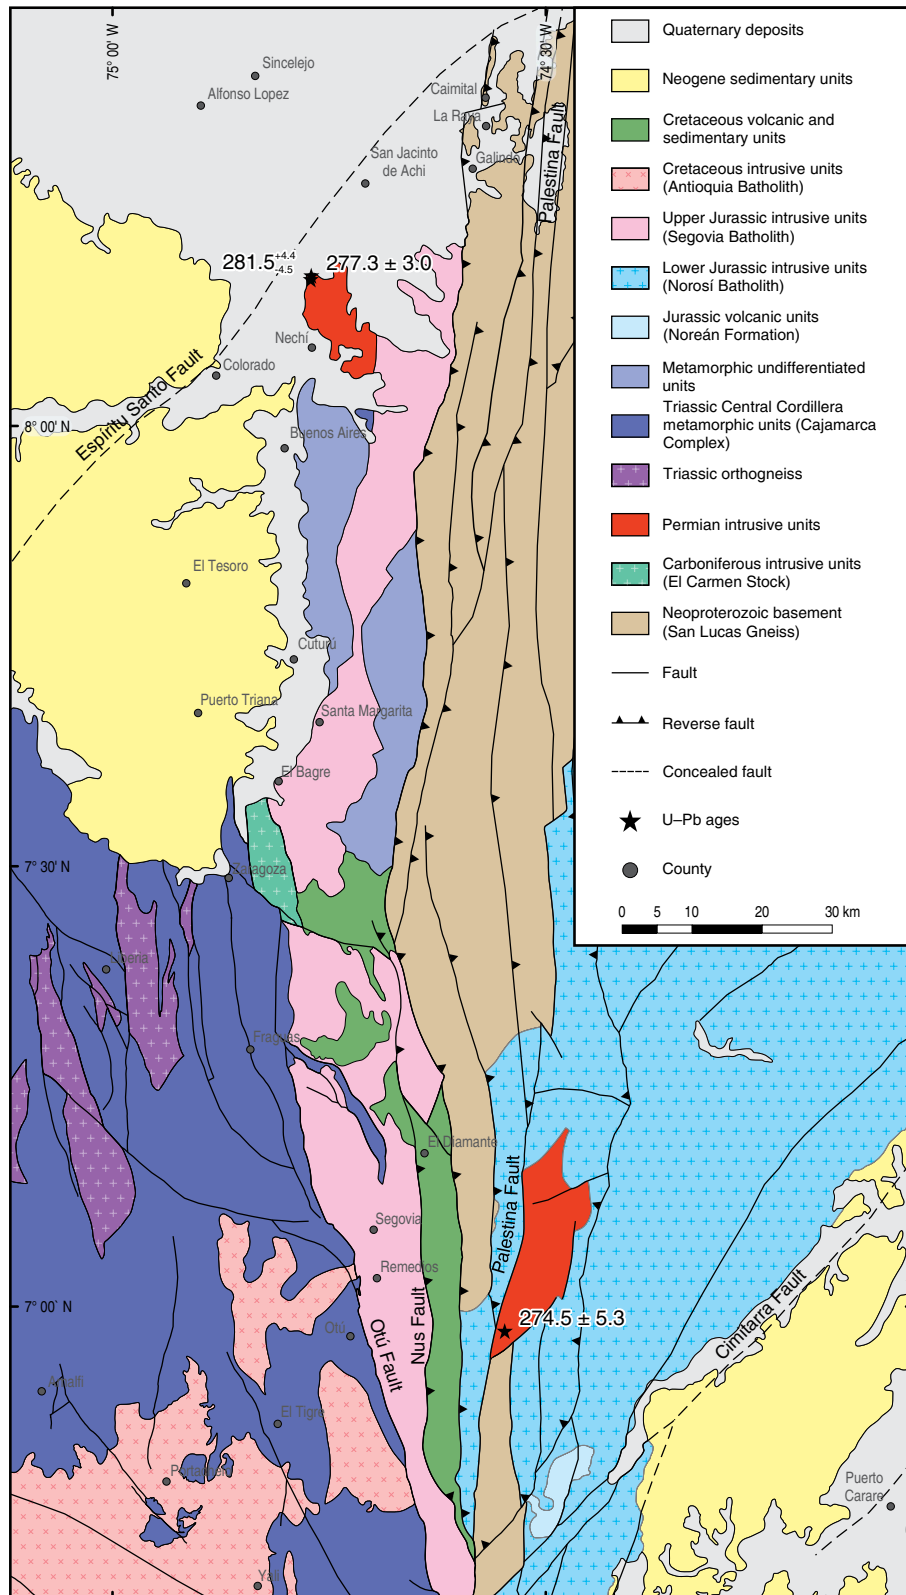 75° 00' W
74° 30' W
Sincelejo
Alfonso Lopez
Caimital
La Raya
San Jacinto
de Achi
Galindo
Palestina Fault
281.5 +4.4 -4.5
277.3 ± 3.0
Nechí
Colorado
Espíritu Santo Fault
8° 00' N
Buenos Aires
El Tesoro
Cuturú
Puerto Triana
Santa Margarita
El Bagre
7° 30' N
Zaragoza
Liberia
Fraguas
El Diamante
Palestina Fault
Segovia
Remedios
Nus Fault
Otú Fault
7° 00` N
Otú
274.5 ± 5.3
Cimitarra Fault
Amalfi
El Tigre
Portachelo
Puerto
Carare
Yalí
Quaternary deposits
Neogene sedimentary units
Cretaceous volcanic and
sedimentary units
Cretaceous intrusive units
(Antioquia Batholith)
Upper Jurassic intrusive units
(Segovia Batholith)
Lower Jurassic intrusive units
(Norosí Batholith)
Jurassic volcanic units
(Noreán Formation)
Metamorphic undifferentiated
units
Triassic Central Cordillera
metamorphic units (Cajamarca
Complex)
Triassic orthogneiss
Permian intrusive units
Carboniferous intrusive units
(El Carmen Stock)
Neoproterozoic basement
(San Lucas Gneiss)
Fault
Reverse fault
Concealed fault
U–Pb ages
County
0 5 10 20 30 km